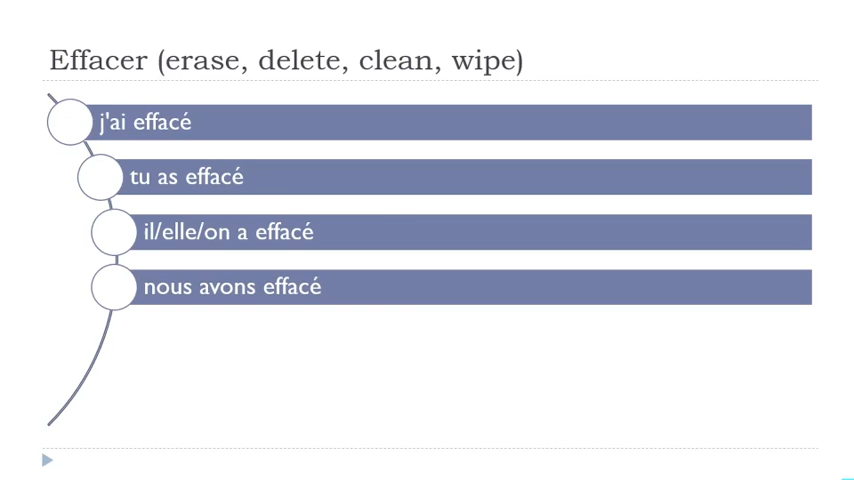 Effacer (erase, delete, clean, wipe)
j'ai effacé
tu as effacé
il/elle/on a effacé
nous avons effacé